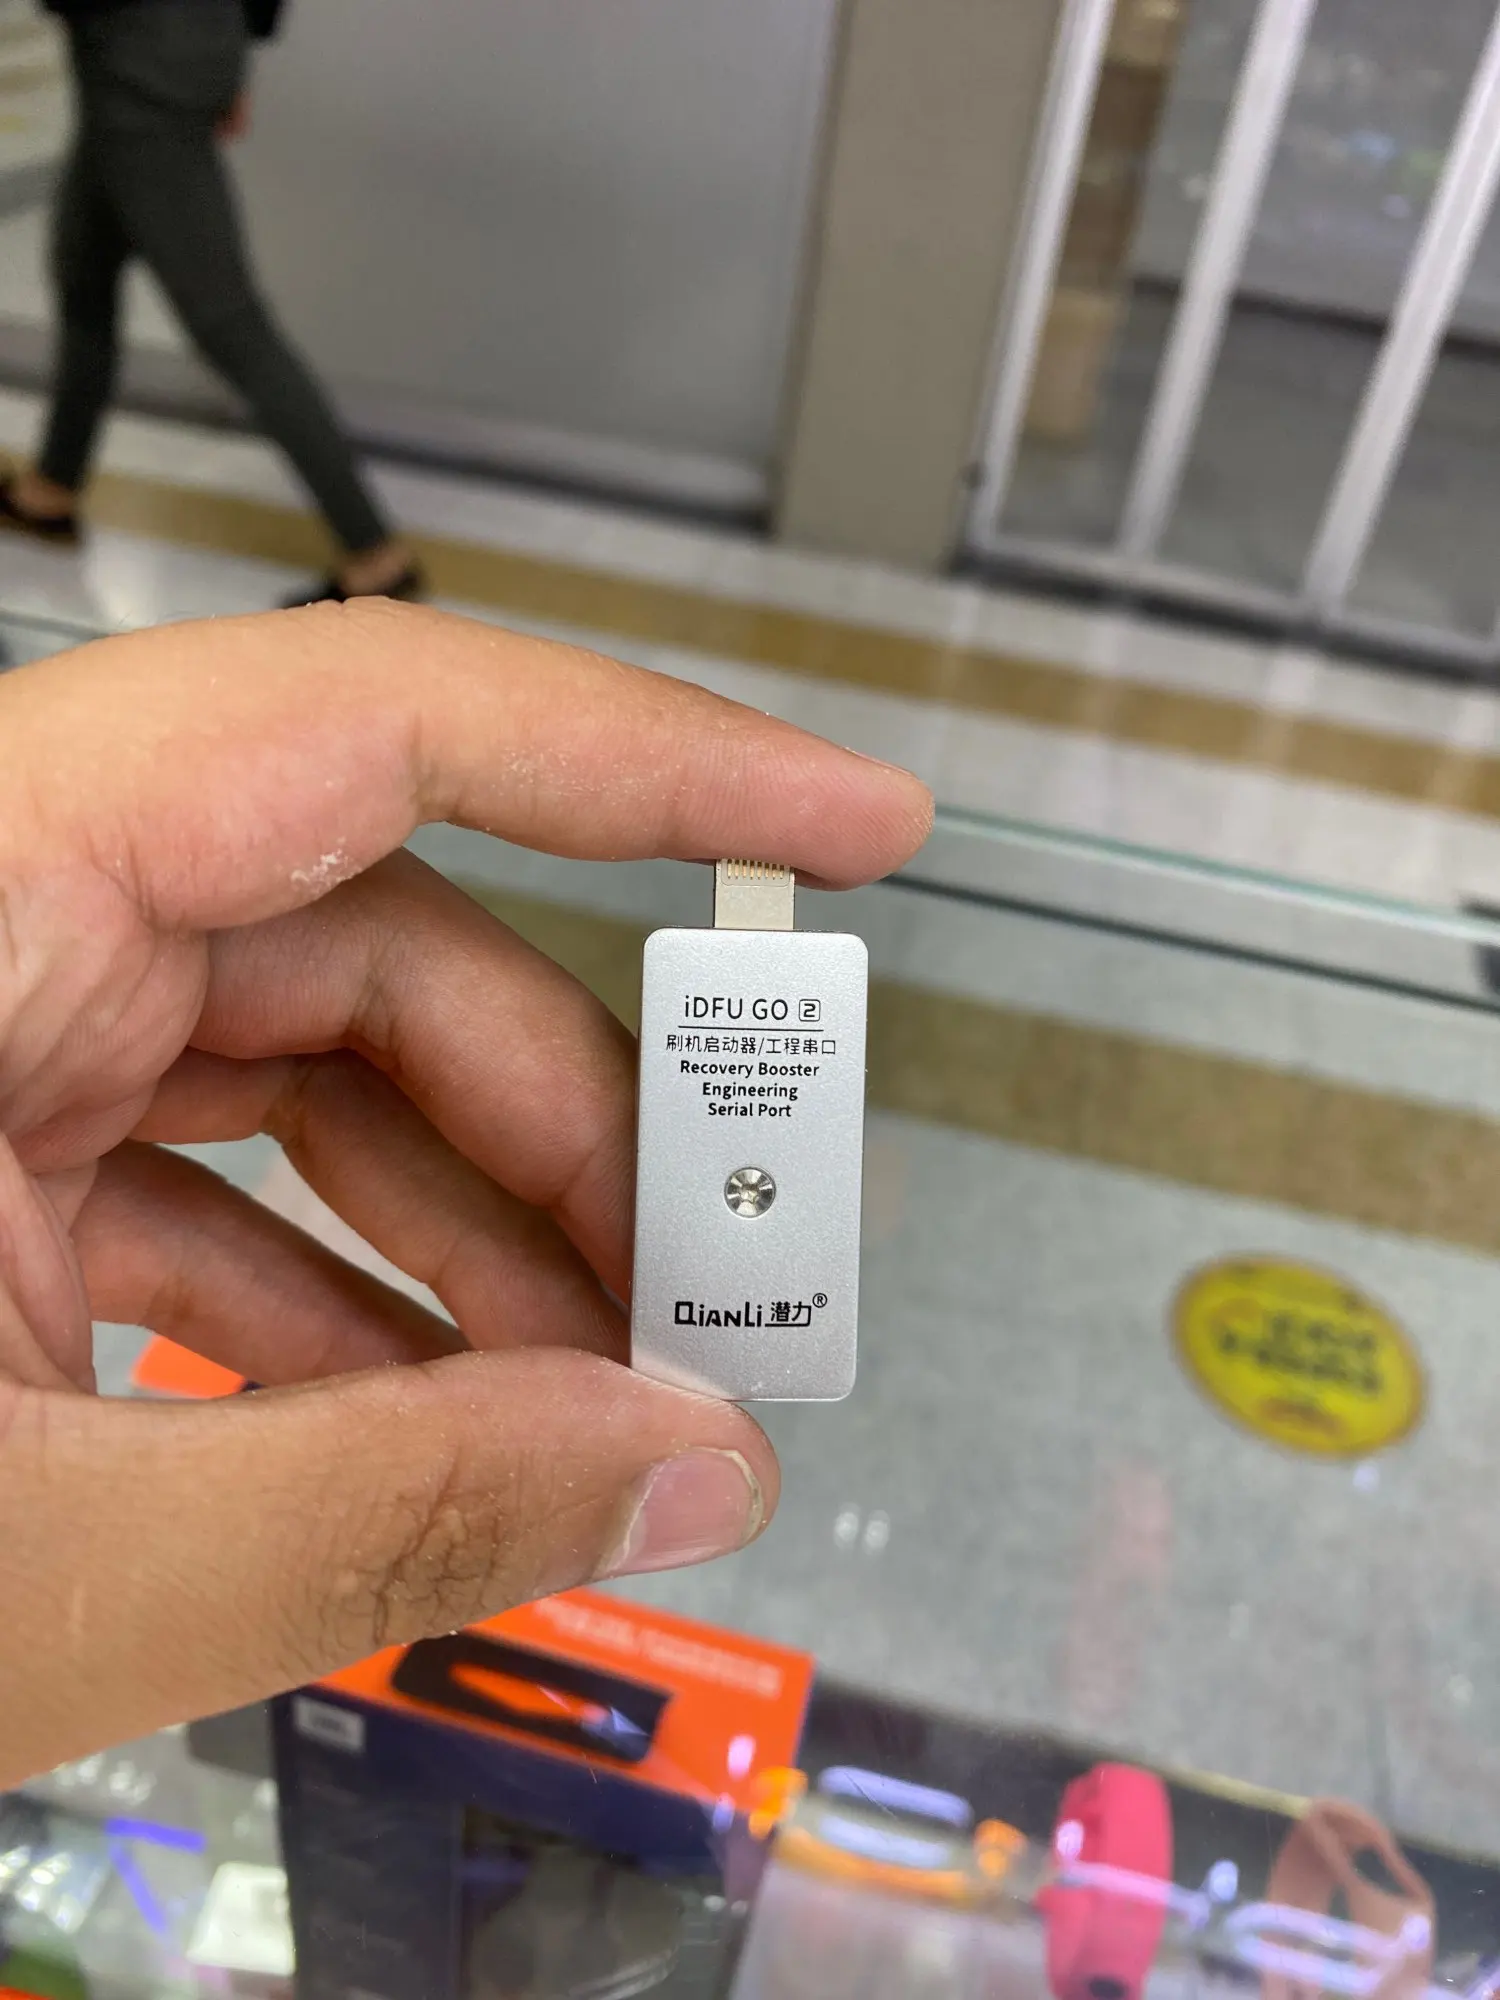 iDFU GO 2
刷机启动器/工程串口
Recovery Booster
Engineering
Serial Port
QIANLI 潜力®